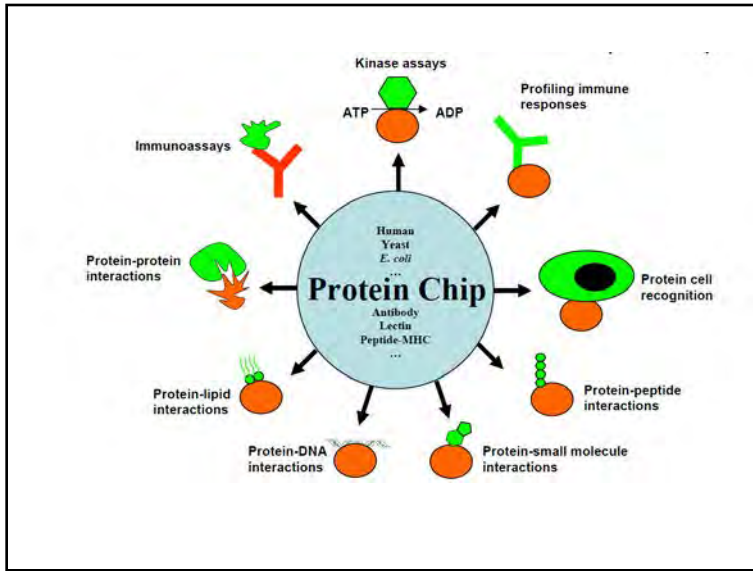 Kinase assays
ATP
ADP
Profiling immune
responses
Immunoassays
Human
Yeast
E. coli
...
Protein Chip
Antibody
Lectin
Peptide-MHC
...
Protein-protein
interactions
Protein cell
recognition
Protein-lipid
interactions
Protein-peptide
interactions
Protein-DNA
interactions
Protein-small molecule
interactions